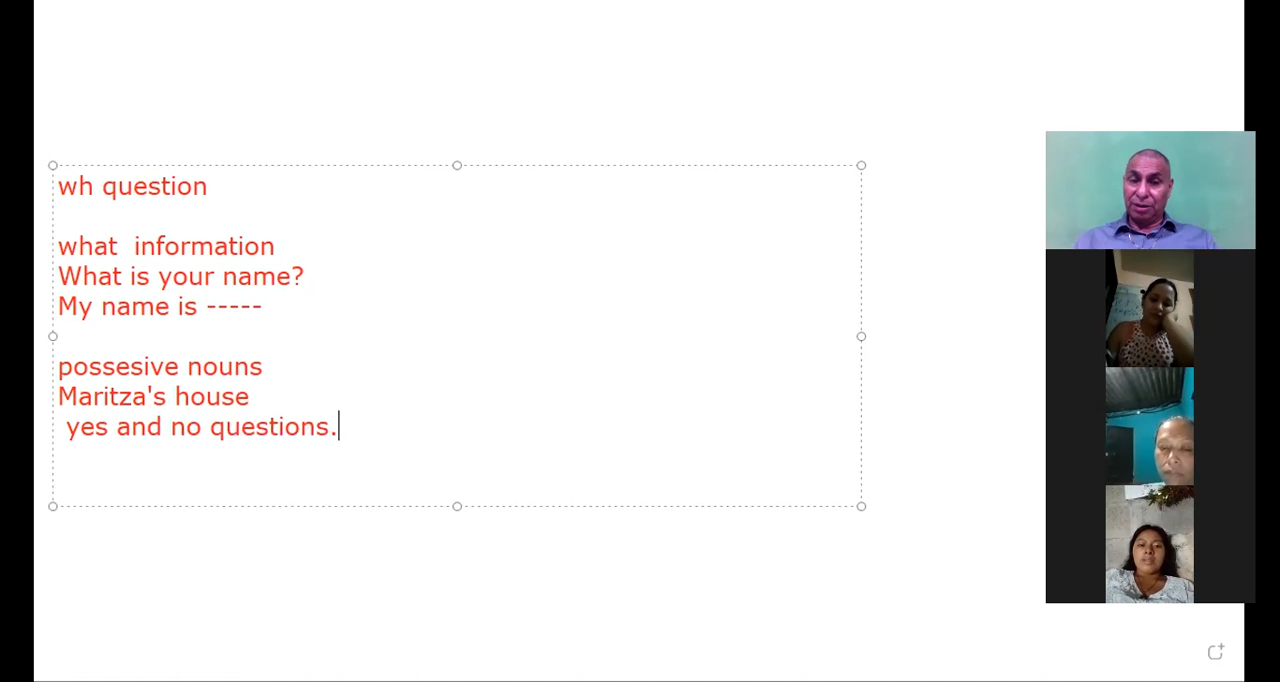 wh question
what  information
What is your name?
My name is -----
possesive nouns
Maritza's house
yes and no questions.